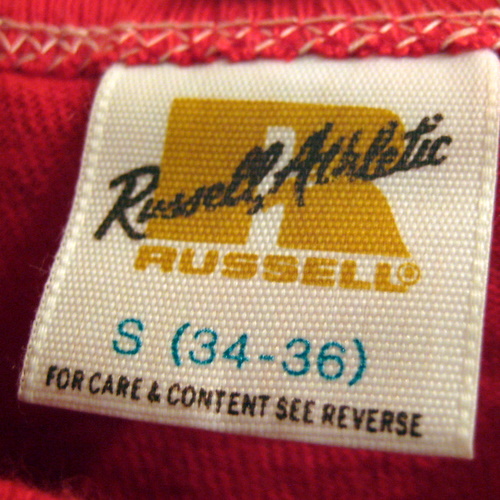 Russell Athletic
RUSSELL®
S (34-36)
FOR CARE & CONTENT SEE REVERSE